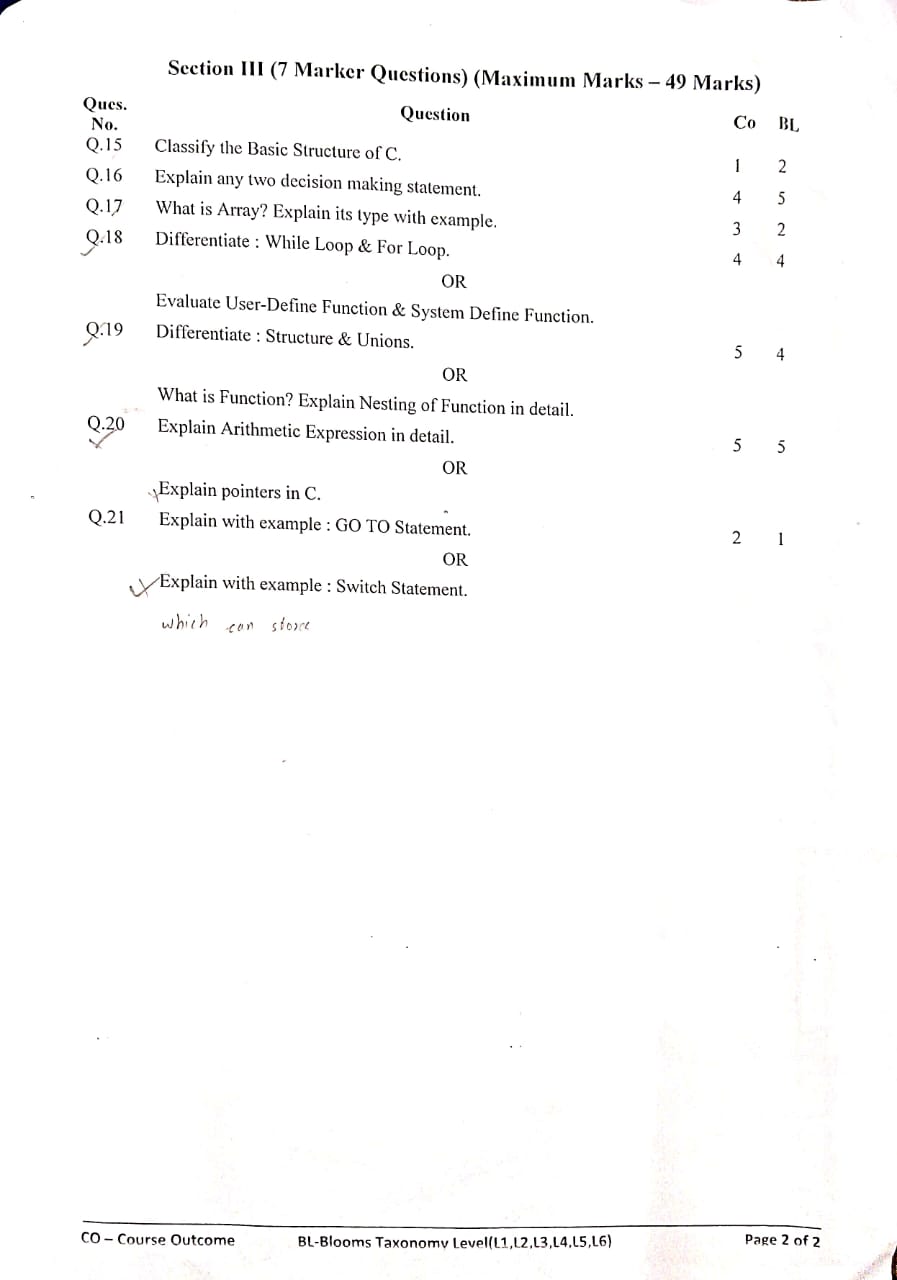 Section III (7 Marker Questions) (Maximum Marks – 49 Marks)
Ques. No. Question Co BL
Q.15 Classify the Basic Structure of C. 1 2
Q.16 Explain any two decision making statement. 4 5
Q.17 What is Array? Explain its type with example. 3 2
Q.18 Differentiate : While Loop & For Loop. 4 4
OR
Evaluate User-Define Function & System Define Function.
Q.19 Differentiate : Structure & Unions. 5 4
OR
What is Function? Explain Nesting of Function in detail.
Q.20 Explain Arithmetic Expression in detail. 5 5
OR
Explain pointers in C.
Q.21 Explain with example : GO TO Statement. 2 1
OR
Explain with example : Switch Statement.
which can store
CO – Course Outcome BL-Blooms Taxonomy Level(L1,L2,L3,L4,L5,L6) Page 2 of 2